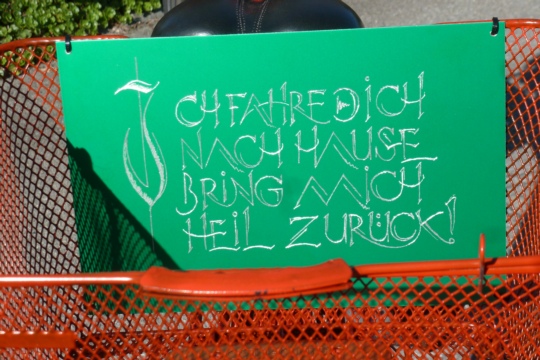 ICH FAHRE DICH
NACH HAUSE
BRING MICH
HEIL ZURÜCK!